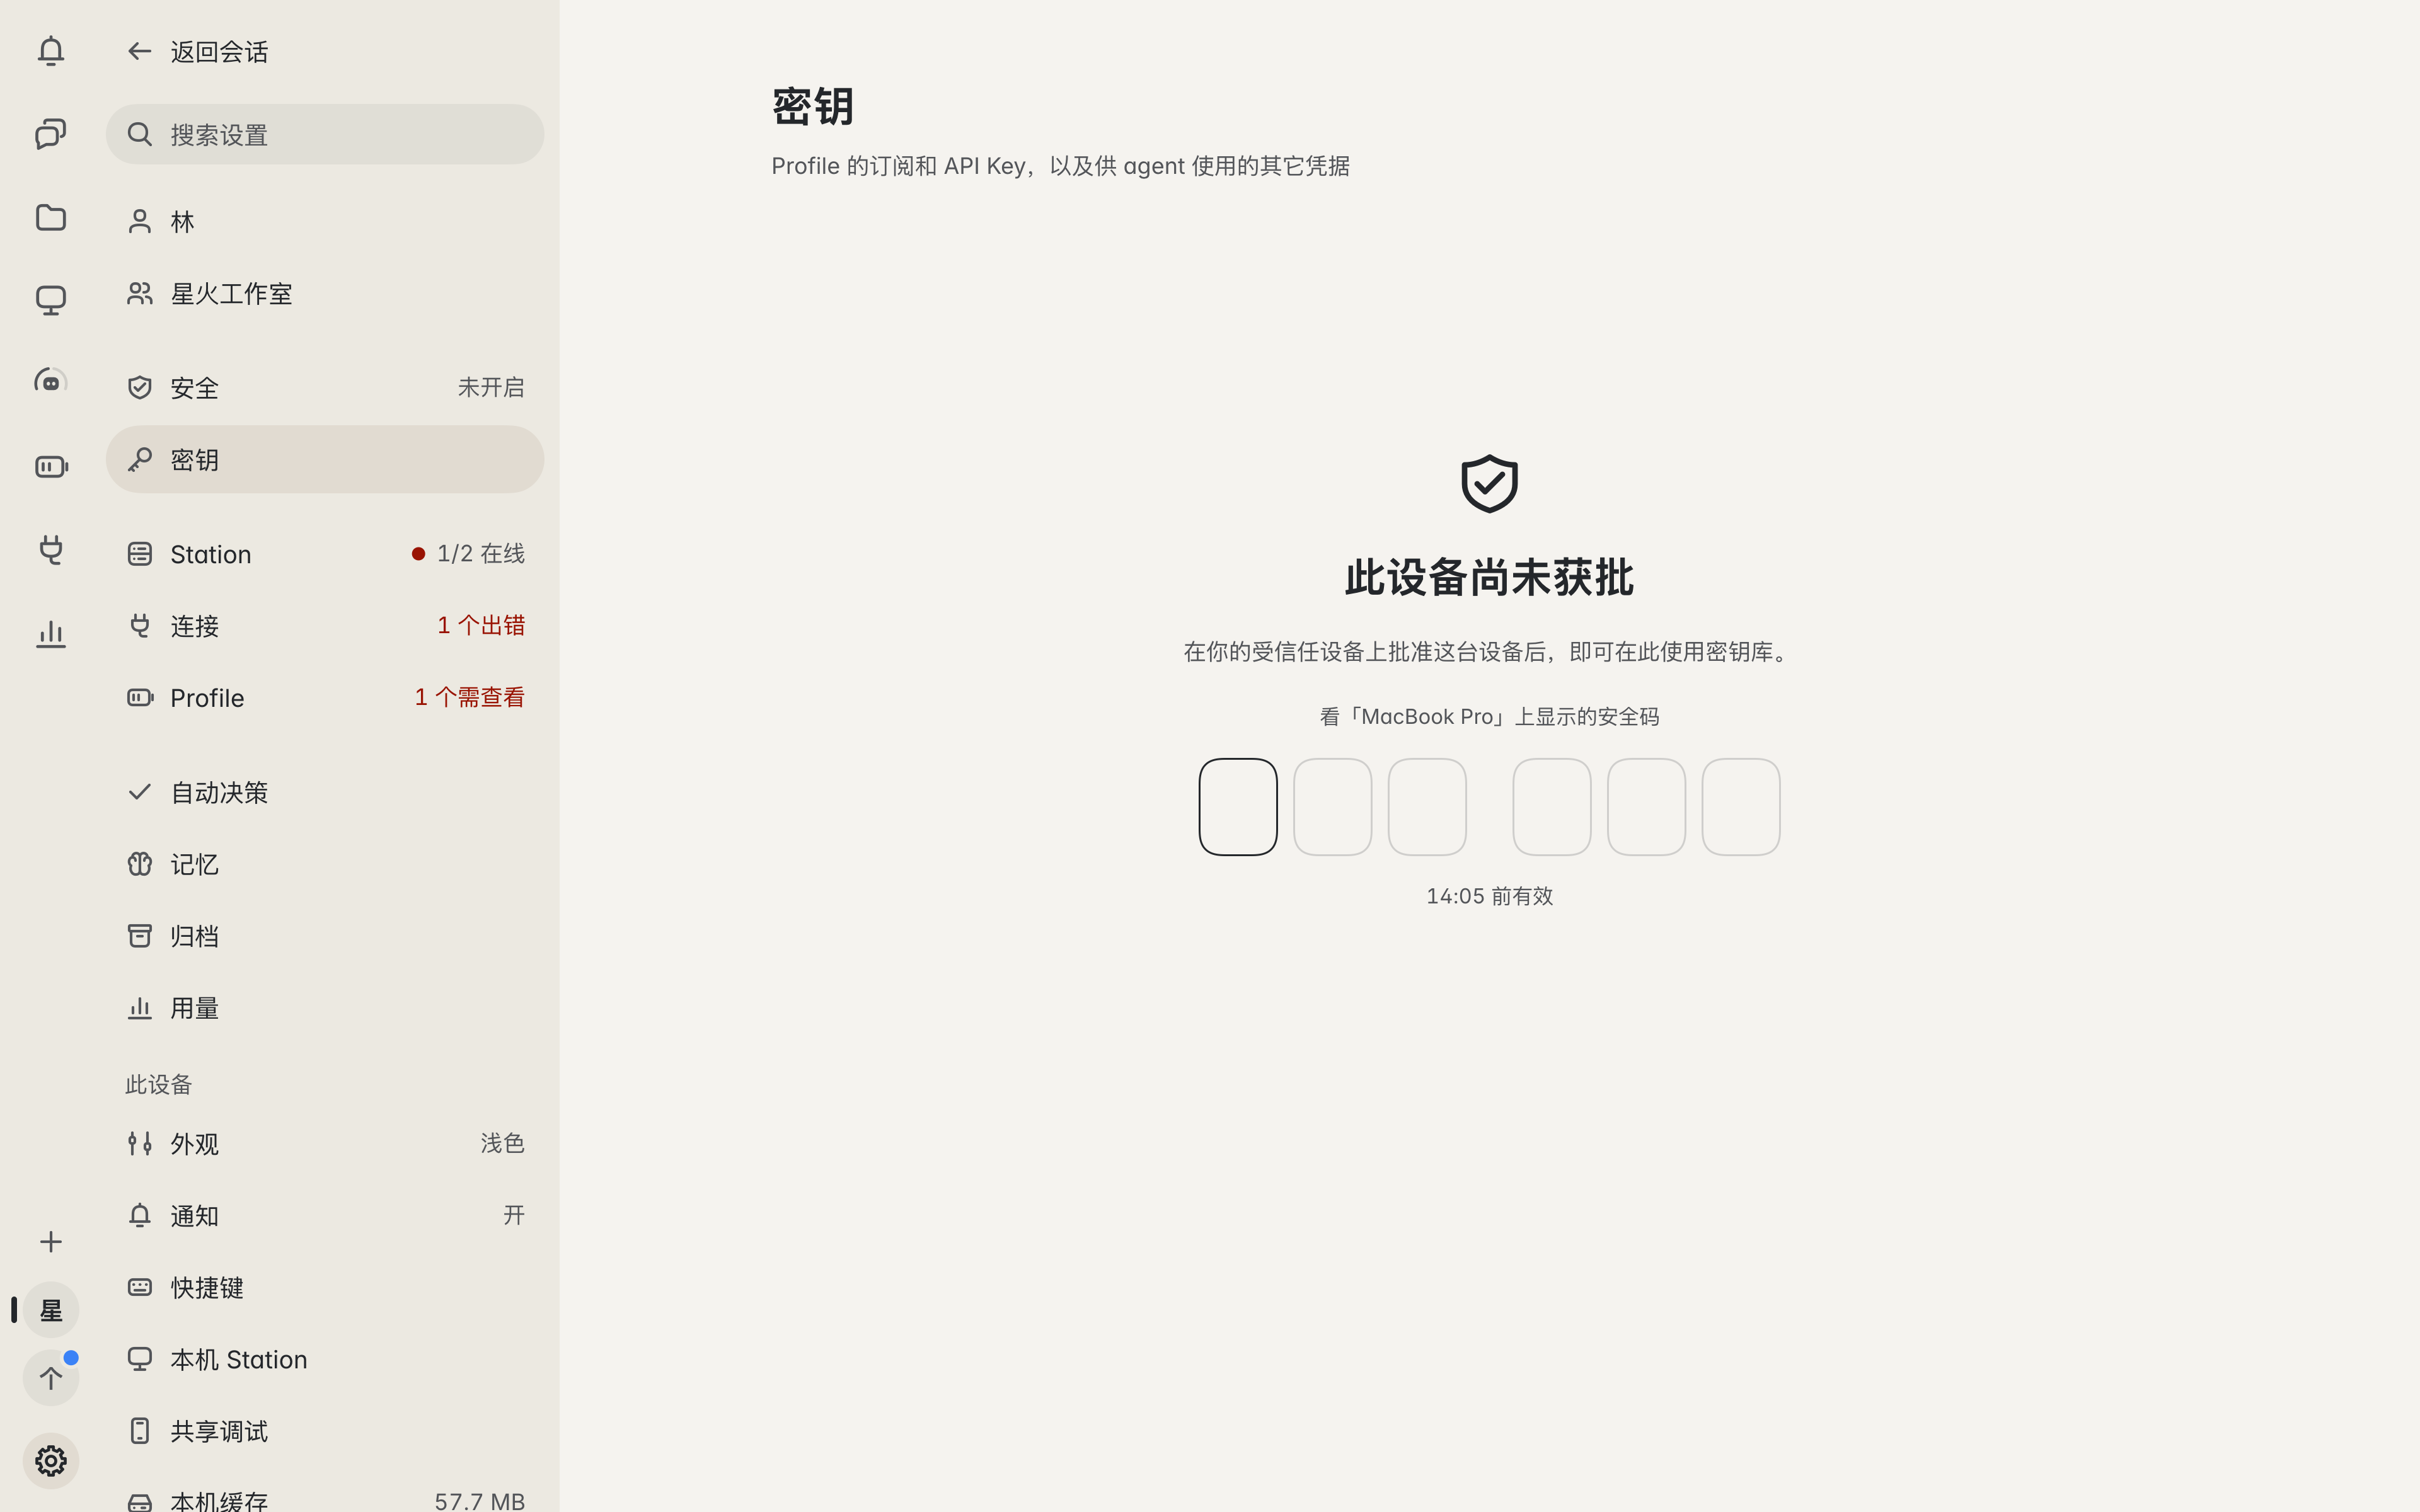 返回会话
搜索设置
林
星火工作室
安全 未开启
密钥
Station 1/2 在线
连接 1 个出错
Profile 1 个需查看
自动决策
记忆
归档
用量
此设备
外观 浅色
通知 开
快捷键
本机 Station
共享调试
本机缓存 57.7 MB
星
个
密钥
Profile 的订阅和 API Key，以及供 agent 使用的其它凭据
此设备尚未获批
在你的受信任设备上批准这台设备后，即可在此使用密钥库。
看「MacBook Pro」上显示的安全码
14:05 前有效